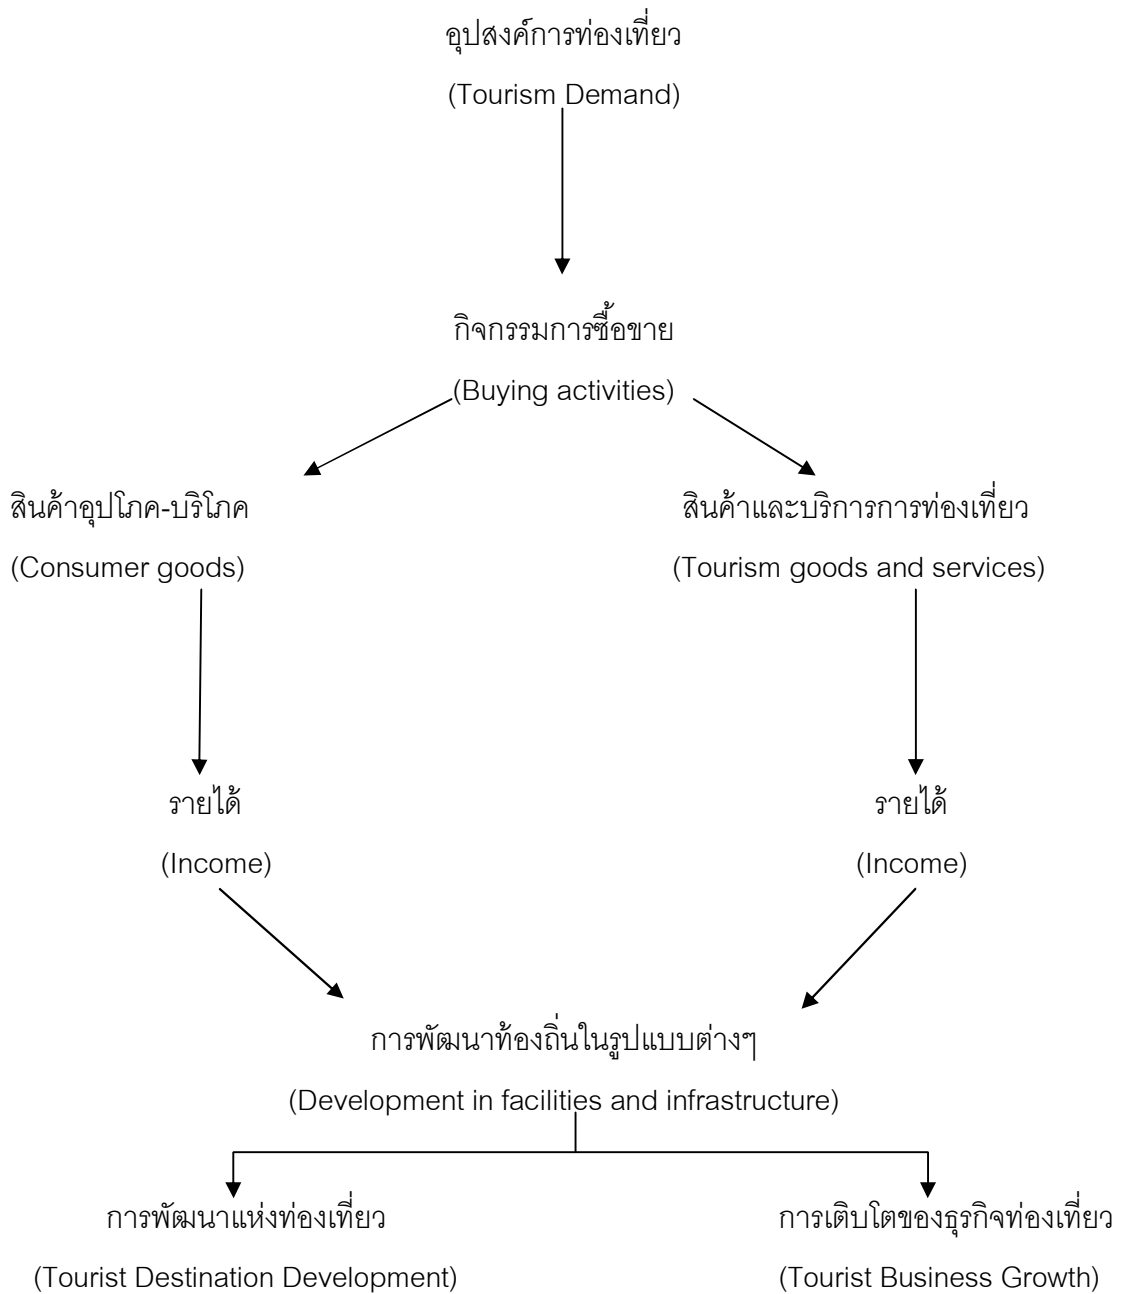 อุปสงค์การท่องเที่ยว
(Tourism Demand)
กิจกรรมการซื้อขาย
(Buying activities)
สินค้าอุปโภค-บริโภค
(Consumer goods)
สินค้าและบริการการท่องเที่ยว
(Tourism goods and services)
รายได้
(Income)
รายได้
(Income)
การพัฒนาท้องถิ่นในรูปแบบต่างๆ
(Development in facilities and infrastructure)
การพัฒนาแห่งท่องเที่ยว
(Tourist Destination Development)
การเติบโตของธุรกิจท่องเที่ยว
(Tourist Business Growth)